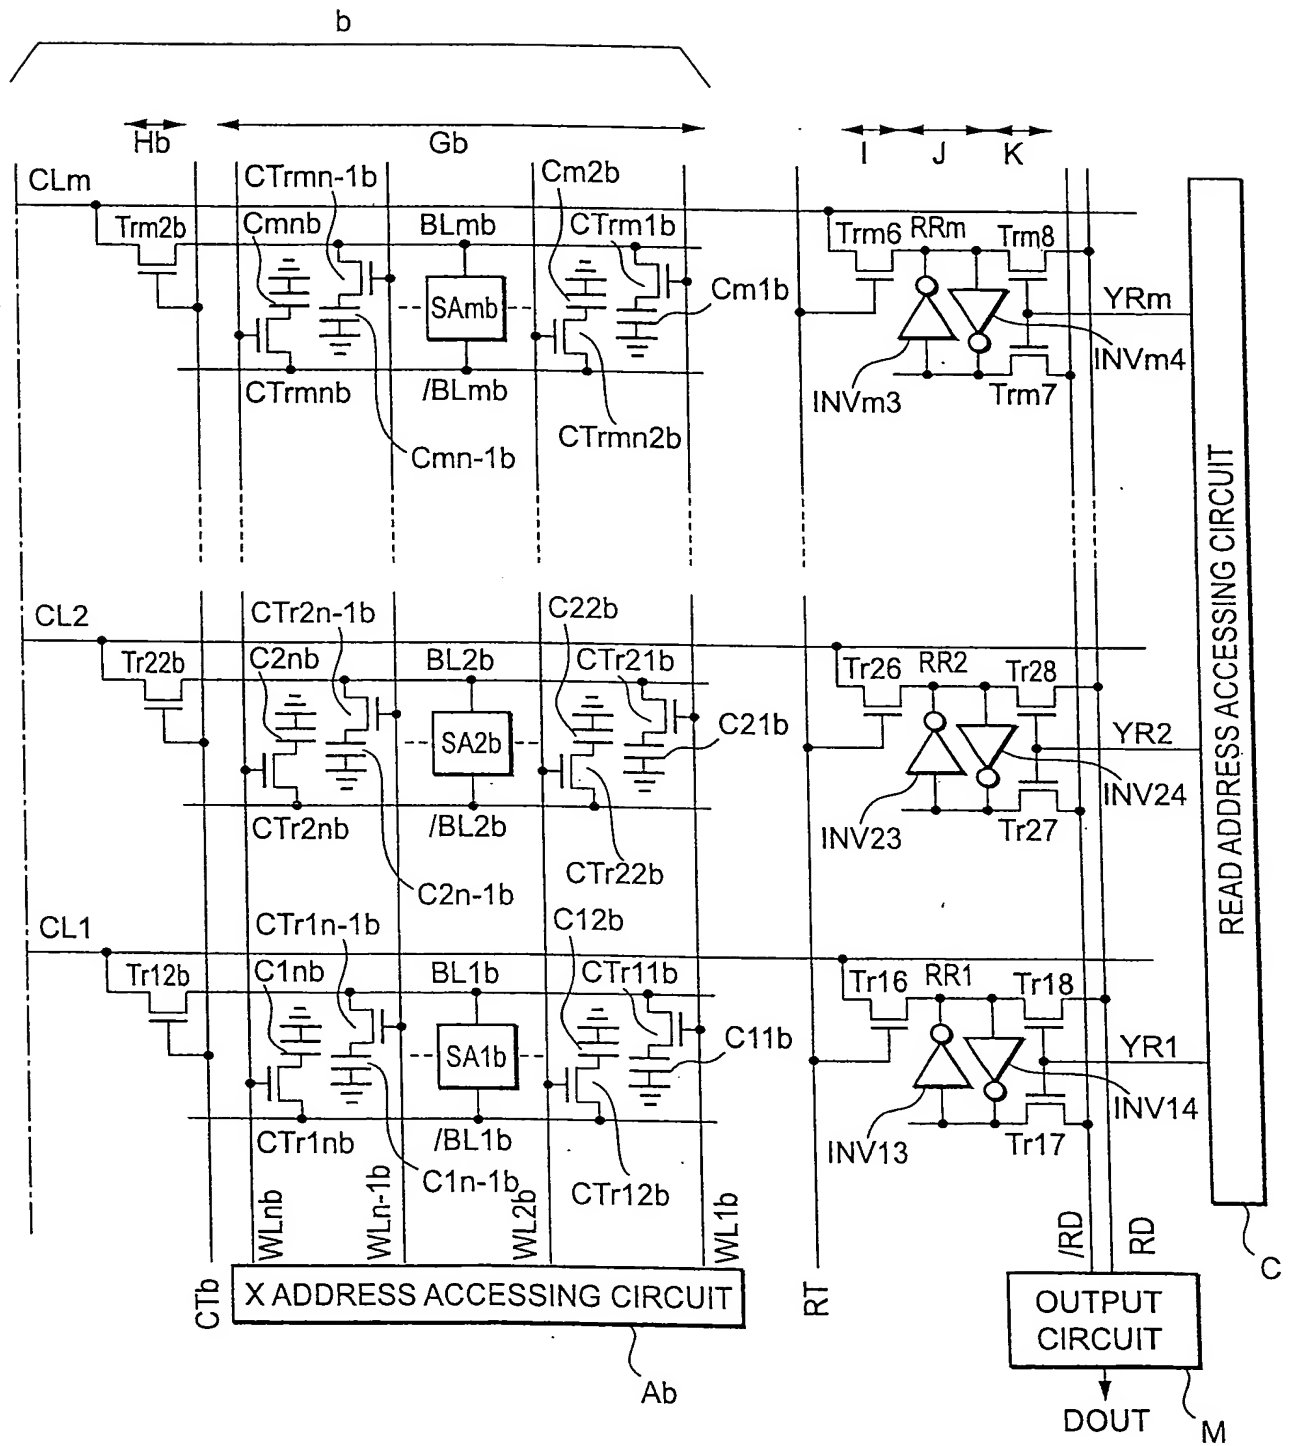 b
Hb
Gb
I
J
K
CLm
CTrmn-1b
Cm2b
Trm2b
Cmnb
BLmb
CTrm1b
Trm6
RRm
Trm8
SAmb
Cm1b
YRm
INVm4
CTrmnb
/BLmb
INVm3
Trm7
CTrmn2b
Cmn-1b
READ ADDRESS ACCESSING CIRCUIT
CL2
CTr2n-1b
C22b
Tr22b
C2nb
BL2b
CTr21b
Tr26
RR2
Tr28
SA2b
C21b
YR2
INV24
CTr2nb
/BL2b
INV23
Tr27
CTr22b
C2n-1b
CL1
CTr1n-1b
C12b
Tr12b
C1nb
BL1b
CTr11b
Tr16
RR1
Tr18
SA1b
C11b
YR1
INV14
CTr1nb
/BL1b
INV13
Tr17
C1n-1b
CTr12b
CTb
WLnb
WLn-1b
WL2b
WL1b
RT
/RD
RD
C
X ADDRESS ACCESSING CIRCUIT
OUTPUT
CIRCUIT
Ab
DOUT
M